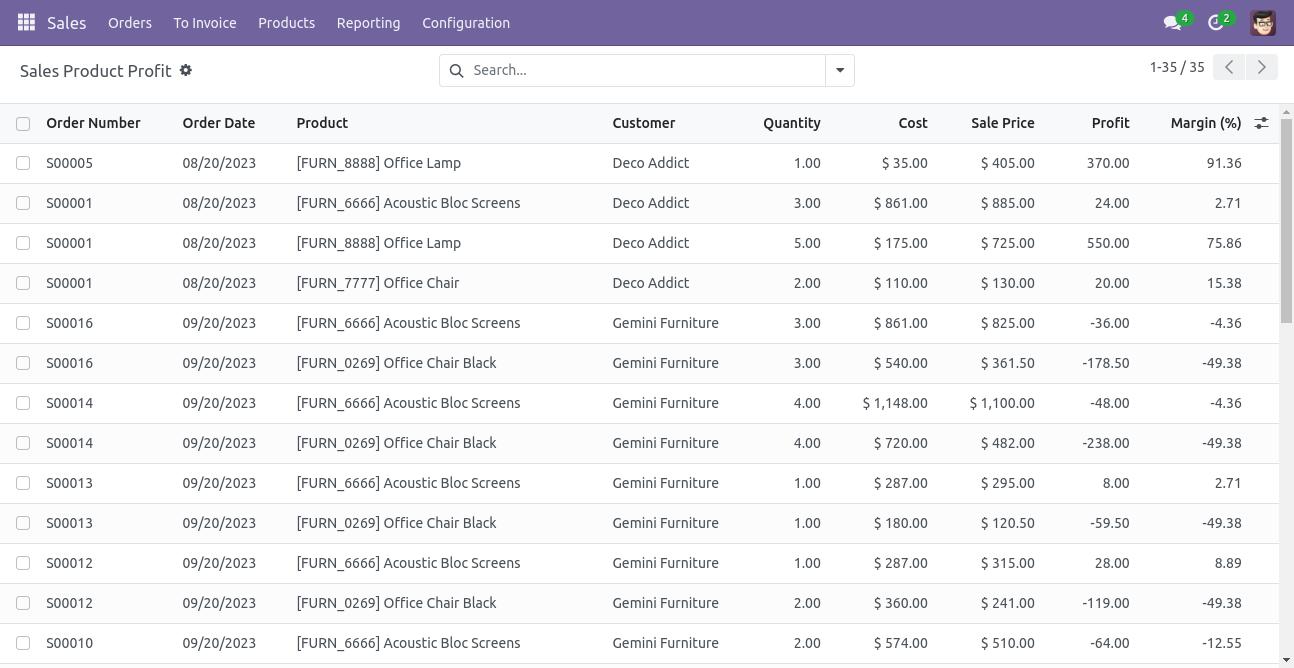 Sales Orders To Invoice Products Reporting Configuration 4 2
Sales Product Profit Search... 1-35 / 35
Order Number Order Date Product Customer Quantity Cost Sale Price Profit Margin (%)
S00005 08/20/2023 [FURN_8888] Office Lamp Deco Addict 1.00 $ 35.00 $ 405.00 370.00 91.36
S00001 08/20/2023 [FURN_6666] Acoustic Bloc Screens Deco Addict 3.00 $ 861.00 $ 885.00 24.00 2.71
S00001 08/20/2023 [FURN_8888] Office Lamp Deco Addict 5.00 $ 175.00 $ 725.00 550.00 75.86
S00001 08/20/2023 [FURN_7777] Office Chair Deco Addict 2.00 $ 110.00 $ 130.00 20.00 15.38
S00016 09/20/2023 [FURN_6666] Acoustic Bloc Screens Gemini Furniture 3.00 $ 861.00 $ 825.00 -36.00 -4.36
S00016 09/20/2023 [FURN_0269] Office Chair Black Gemini Furniture 3.00 $ 540.00 $ 361.50 -178.50 -49.38
S00014 09/20/2023 [FURN_6666] Acoustic Bloc Screens Gemini Furniture 4.00 $ 1,148.00 $ 1,100.00 -48.00 -4.36
S00014 09/20/2023 [FURN_0269] Office Chair Black Gemini Furniture 4.00 $ 720.00 $ 482.00 -238.00 -49.38
S00013 09/20/2023 [FURN_6666] Acoustic Bloc Screens Gemini Furniture 1.00 $ 287.00 $ 295.00 8.00 2.71
S00013 09/20/2023 [FURN_0269] Office Chair Black Gemini Furniture 1.00 $ 180.00 $ 120.50 -59.50 -49.38
S00012 09/20/2023 [FURN_6666] Acoustic Bloc Screens Gemini Furniture 1.00 $ 287.00 $ 315.00 28.00 8.89
S00012 09/20/2023 [FURN_0269] Office Chair Black Gemini Furniture 2.00 $ 360.00 $ 241.00 -119.00 -49.38
S00010 09/20/2023 [FURN_6666] Acoustic Bloc Screens Gemini Furniture 2.00 $ 574.00 $ 510.00 -64.00 -12.55